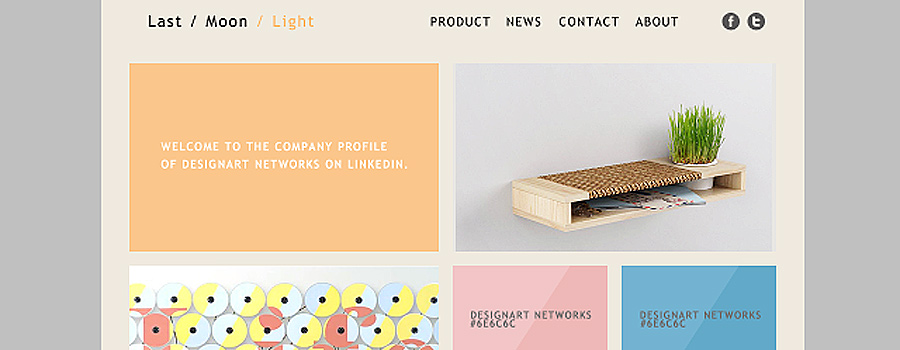 Last / Moon / Light
PRODUCT NEWS CONTACT ABOUT
WELCOME TO THE COMPANY PROFILE
OF DESIGNART NETWORKS ON LINKEDIN.
DESIGNART NETWORKS
#6E6C6C
DESIGNART NETWORKS
#6E6C6C